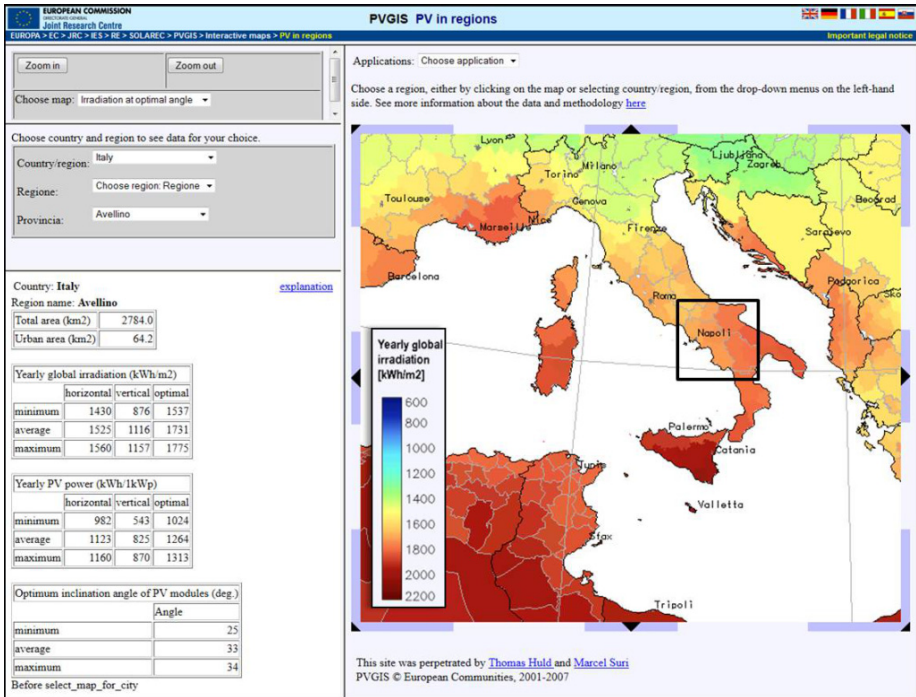 EUROPEAN COMMISSION
DIRECTORATE-GENERAL
Joint Research Centre
PVGIS PV in regions
EUROPA > EC > JRC > IES > RE > SOLAREC > PVGIS > Interactive maps > PV in regions
Important legal notice
Zoom in
Zoom out
Choose map: Irradiation at optimal angle
Choose country and region to see data for your choice.
Country/region: Italy
Regione: Choose region: Regione
Provincia: Avellino
Country: Italy
explanation
Region name: Avellino
Total area (km2) 2784.0
Urban area (km2) 64.2
Yearly global irradiation (kWh/m2)
horizontal vertical optimal
minimum 1430 876 1537
average 1525 1116 1731
maximum 1560 1157 1775
Yearly PV power (kWh/1kWp)
horizontal vertical optimal
minimum 982 543 1024
average 1123 825 1264
maximum 1160 870 1313
Optimum inclination angle of PV modules (deg.)
Angle
minimum 25
average 33
maximum 34
Before select_map_for_city
Applications: Choose application
Choose a region, either by clicking on the map or selecting country/region, from the drop-down menus on the left-hand
side. See more information about the data and methodology here
Lyon
Ljubljana
Milano
Zagreb
Torino
Toulouse
Genova
Beograd
Nice
Marseille
Firenze
Sarajevo
Barcelona
Podgorica
Roma
Sko
Napoli
Yearly global
irradiation
[kWh/m2]
600
800
1000
1200
1400
1600
1800
2000
2200
Palermo
Catania
Tunis
Valletta
Sfax
Tripoli
This site was perpetrated by Thomas Huld and Marcel Suri
PVGIS © European Communities, 2001-2007